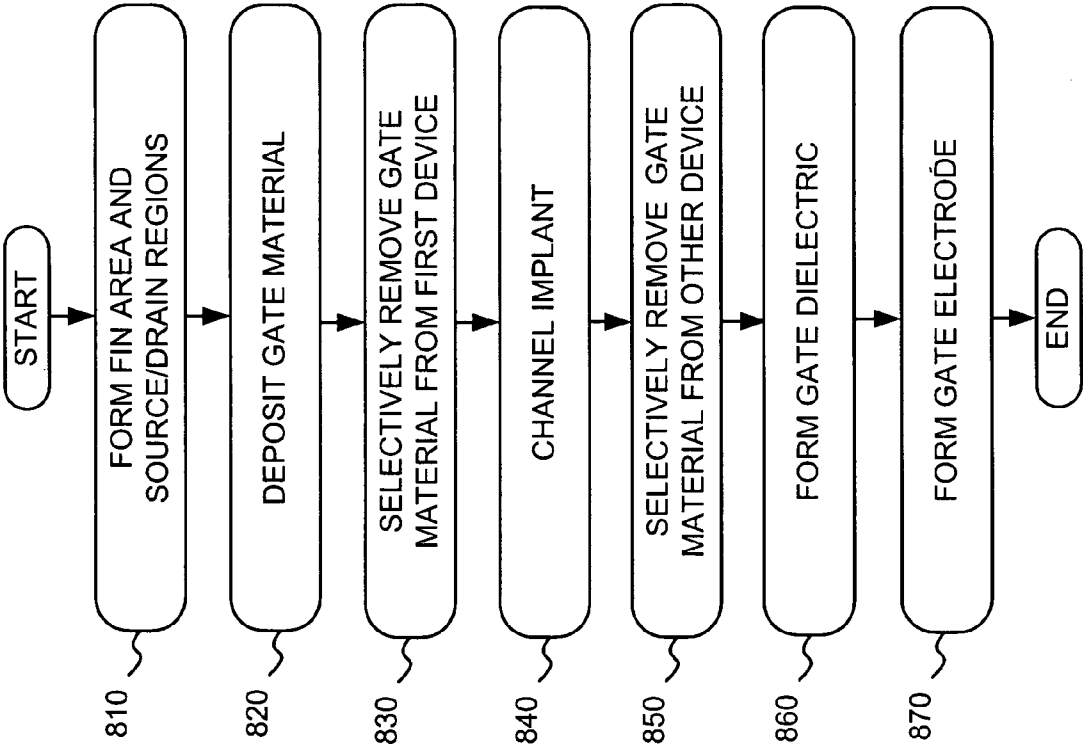 START
FORM FIN AREA AND
SOURCE/DRAIN REGIONS
810
DEPOSIT GATE MATERIAL
820
SELECTIVELY REMOVE GATE
MATERIAL FROM FIRST DEVICE
830
CHANNEL IMPLANT
840
SELECTIVELY REMOVE GATE
MATERIAL FROM OTHER DEVICE
850
FORM GATE DIELECTRIC
860
FORM GATE ELECTRODE
870
END